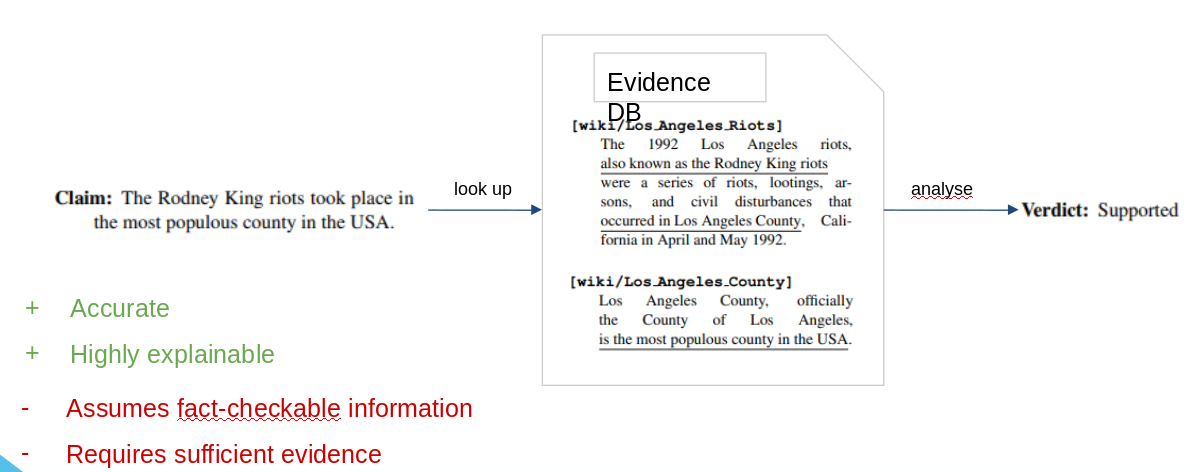 Evidence
DB
[wiki/Los_Angeles_Riots]
The 1992 Los Angeles riots,
also known as the Rodney King riots
were a series of riots, lootings, ar-
sons, and civil disturbances that
occurred in Los Angeles County, Cali-
fornia in April and May 1992.
[wiki/Los_Angeles_County]
Los Angeles County, officially
the County of Los Angeles,
is the most populous county in the USA.
Claim: The Rodney King riots took place in
the most populous county in the USA.
look up
analyse
Verdict: Supported
+ Accurate
+ Highly explainable
- Assumes fact-checkable information
- Requires sufficient evidence